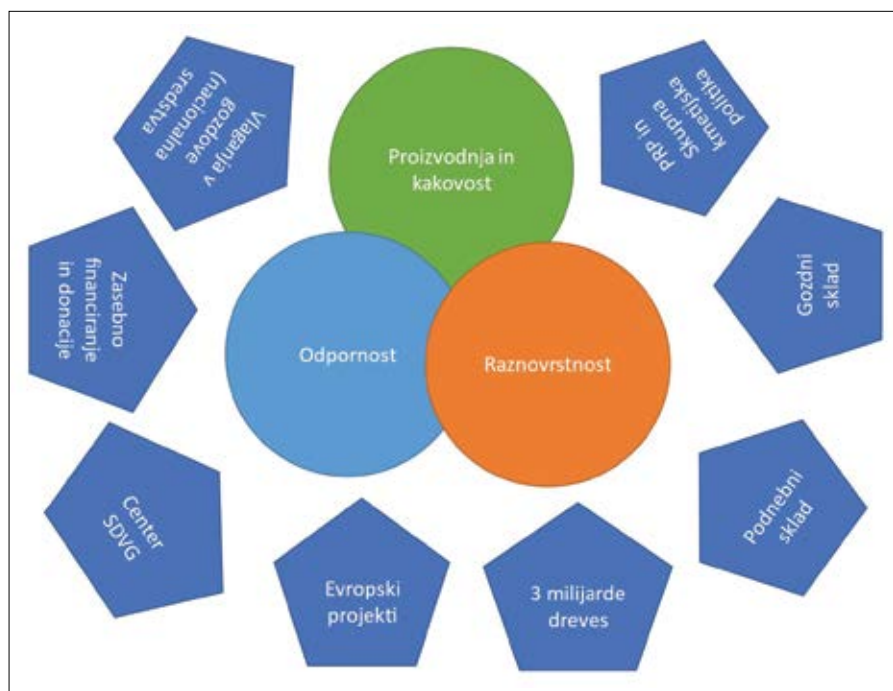 Vlaganja v
gozdove
(nacionalna
sredstva
Proizvodnja in
kakovost
PRP in
Skupna
kmetijska
politika
Zasebno
financiranje
in donacije
Odpornost
Raznovrstnost
Gozdni
sklad
Center
SDVG
Evropski
projekti
3 milijarde
dreves
Podnebni
sklad